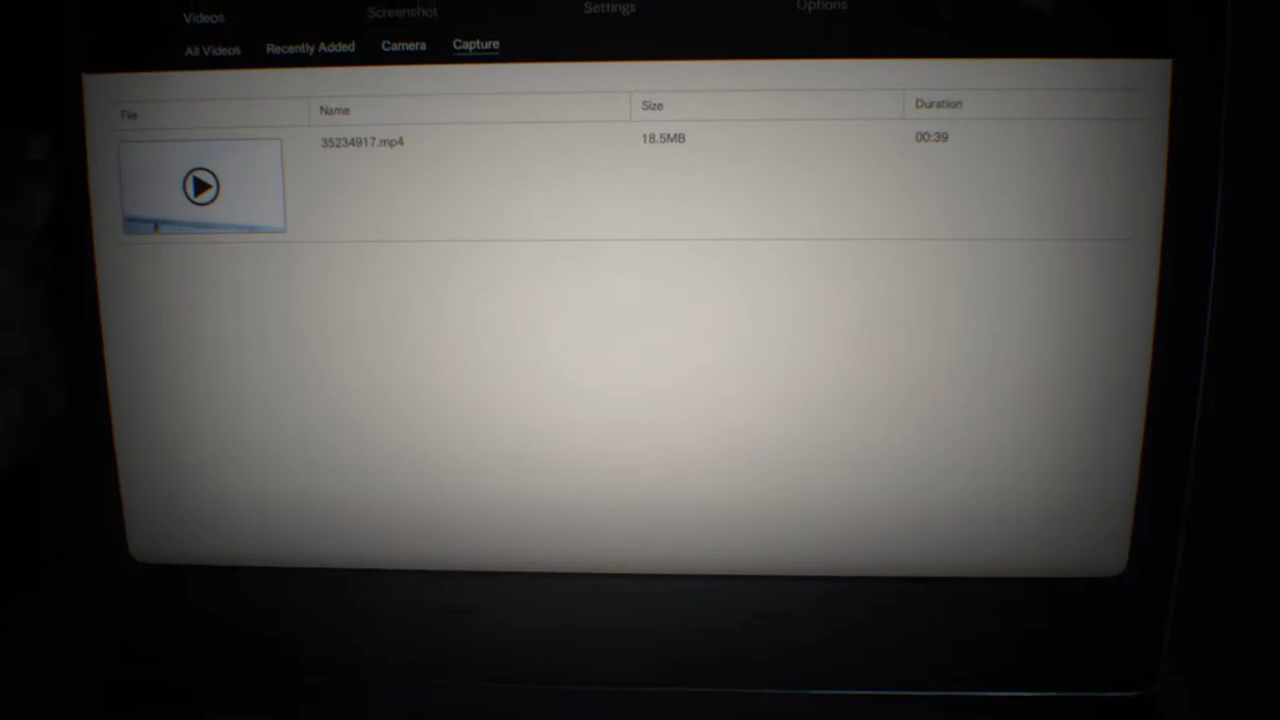 Videos Screenshot Settings Options
All Videos Recently Added Camera Capture
File Name Size Duration
35234917.mp4 18.5MB 00:39